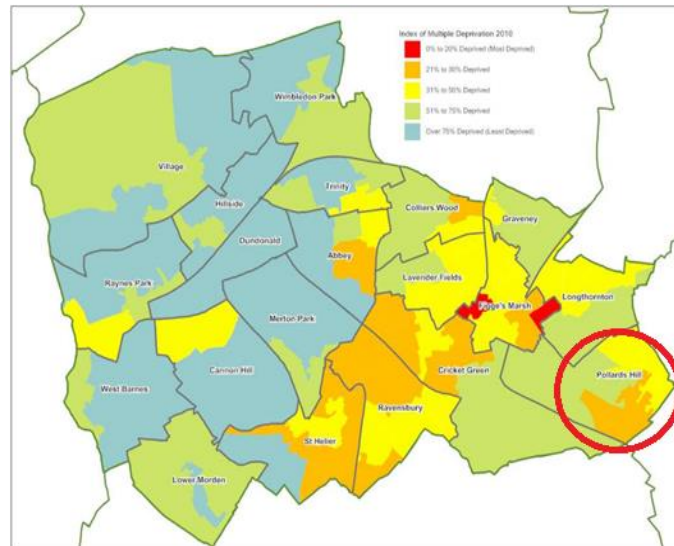 Index of Multiple Deprivation 2010
0% to 20% Deprived (Most Deprived)
21% to 30% Deprived
31% to 50% Deprived
51% to 75% Deprived
Over 75% Deprived (Least Deprived)
Wimbledon Park
Village
Trinity
Hillside
Colliers Wood
Graveney
Dundonald
Abbey
Raynes Park
Lavender Fields
Figge's Marsh
Longthornton
Merton Park
Cannon Hill
Cricket Green
Pollards Hill
West Barnes
Ravensbury
St Helier
Lower Morden